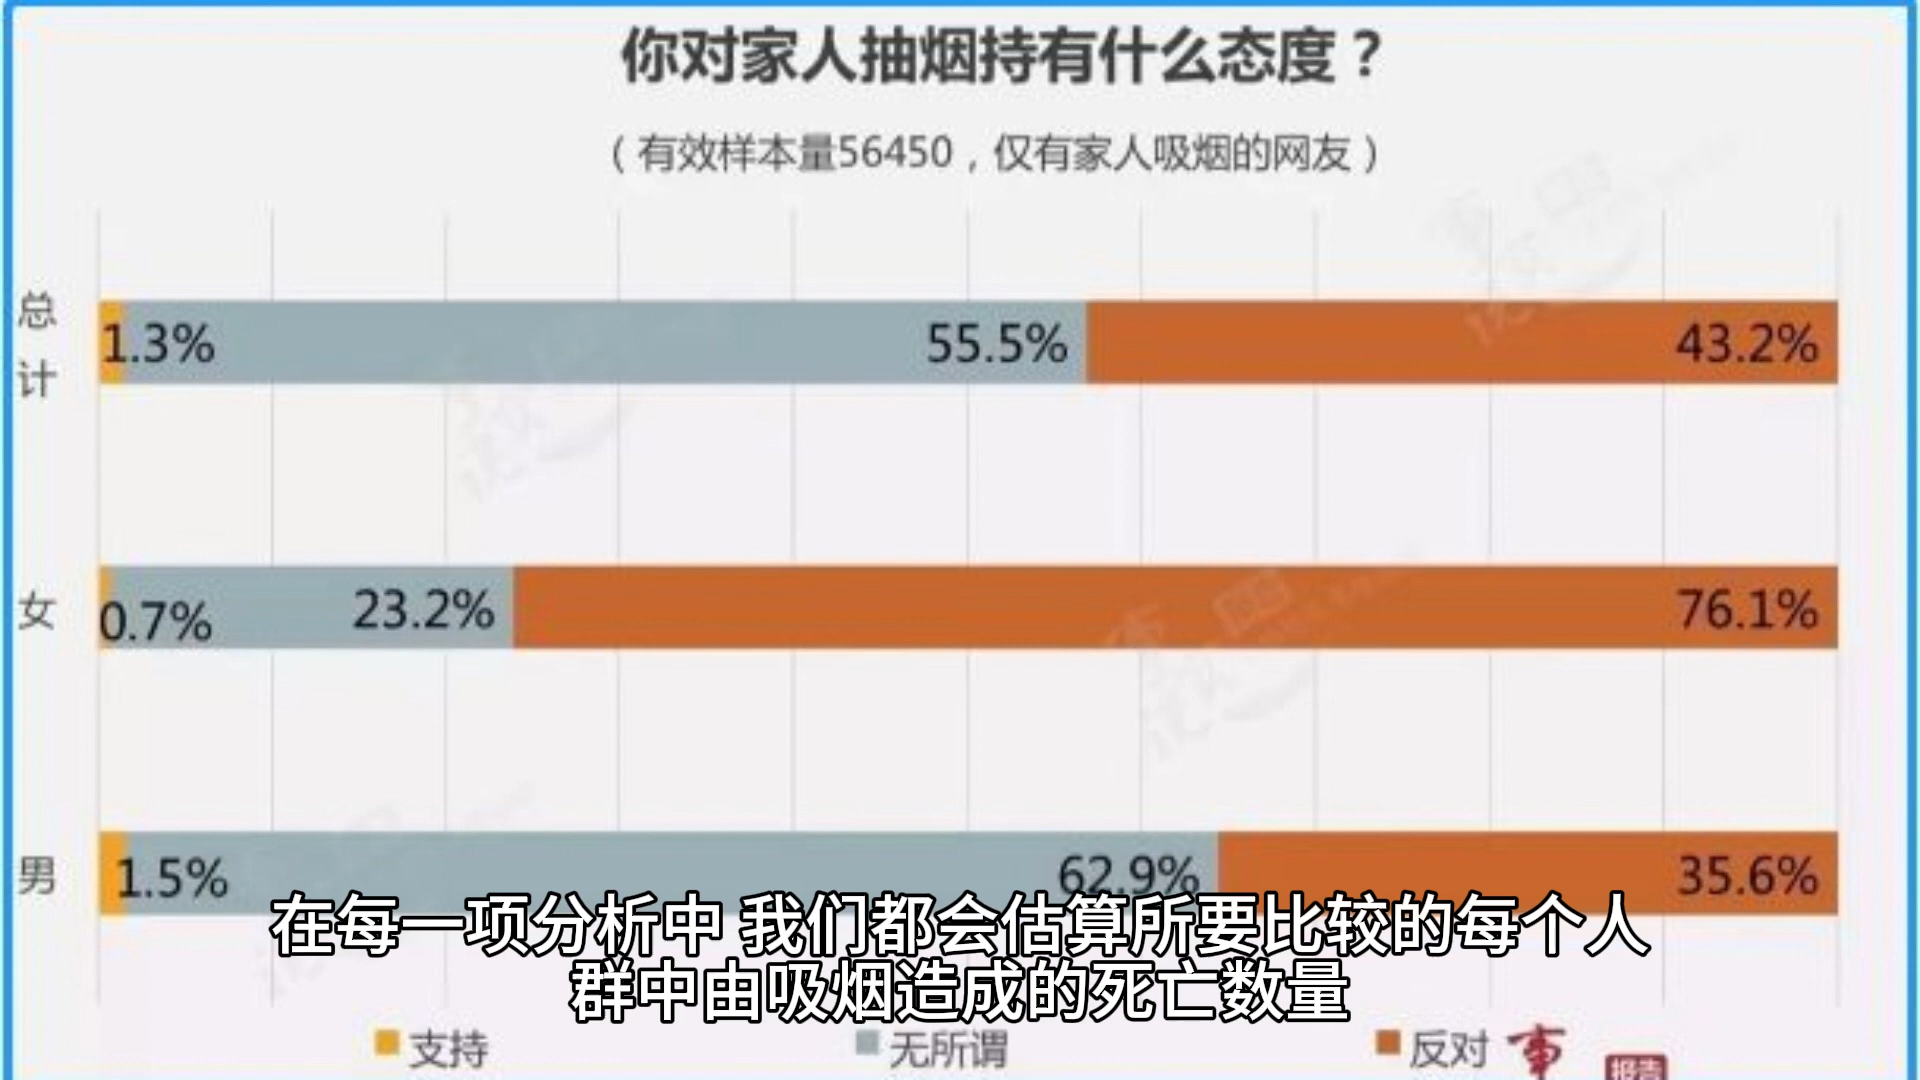 你对家人抽烟持有什么态度？
（有效样本量56450，仅有家人吸烟的网友）
总计
1.3% 55.5% 43.2%
女
0.7% 23.2% 76.1%
男
1.5% 62.9% 35.6%
在每一项分析中 我们都会估算所要比较的每个人
群中由吸烟造成的死亡数量
支持 无所谓 反对
事
报告